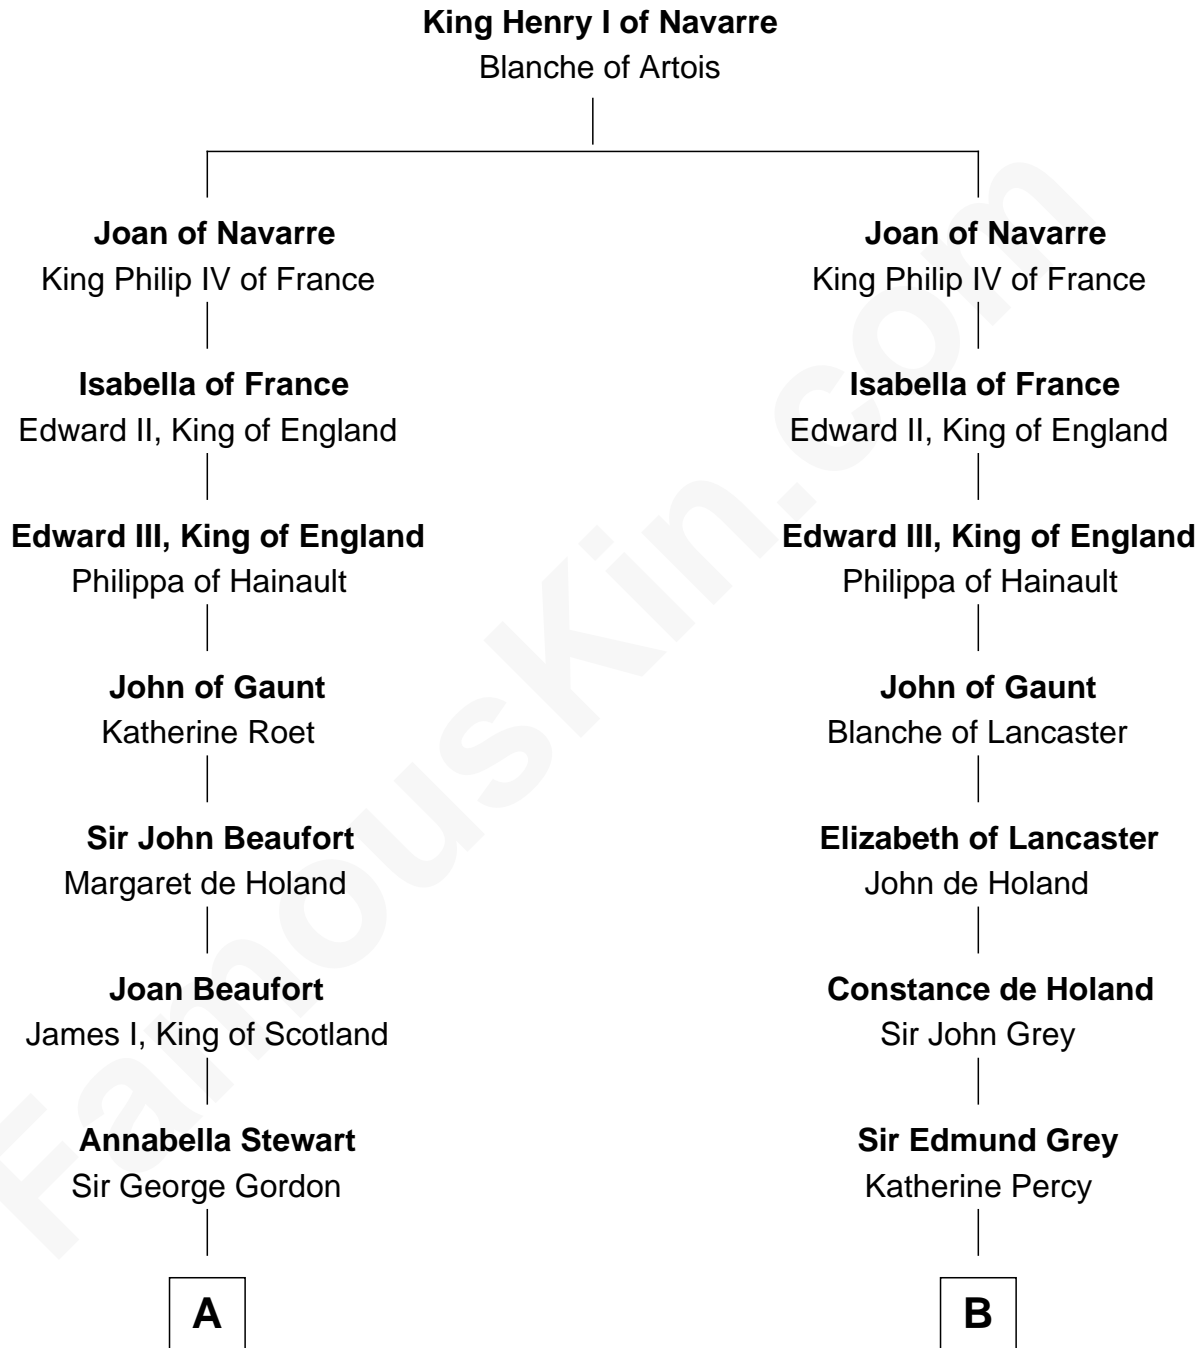 King Henry I of Navarre
Blanche of Artois
Joan of Navarre
King Philip IV of France
Joan of Navarre
King Philip IV of France
Isabella of France
Edward II, King of England
Isabella of France
Edward II, King of England
Edward III, King of England
Philippa of Hainault
Edward III, King of England
Philippa of Hainault
John of Gaunt
Katherine Roet
John of Gaunt
Blanche of Lancaster
Sir John Beaufort
Margaret de Holand
Elizabeth of Lancaster
John de Holand
Joan Beaufort
James I, King of Scotland
Constance de Holand
Sir John Grey
Annabella Stewart
Sir George Gordon
Sir Edmund Grey
Katherine Percy
A
B
FamousKin.com